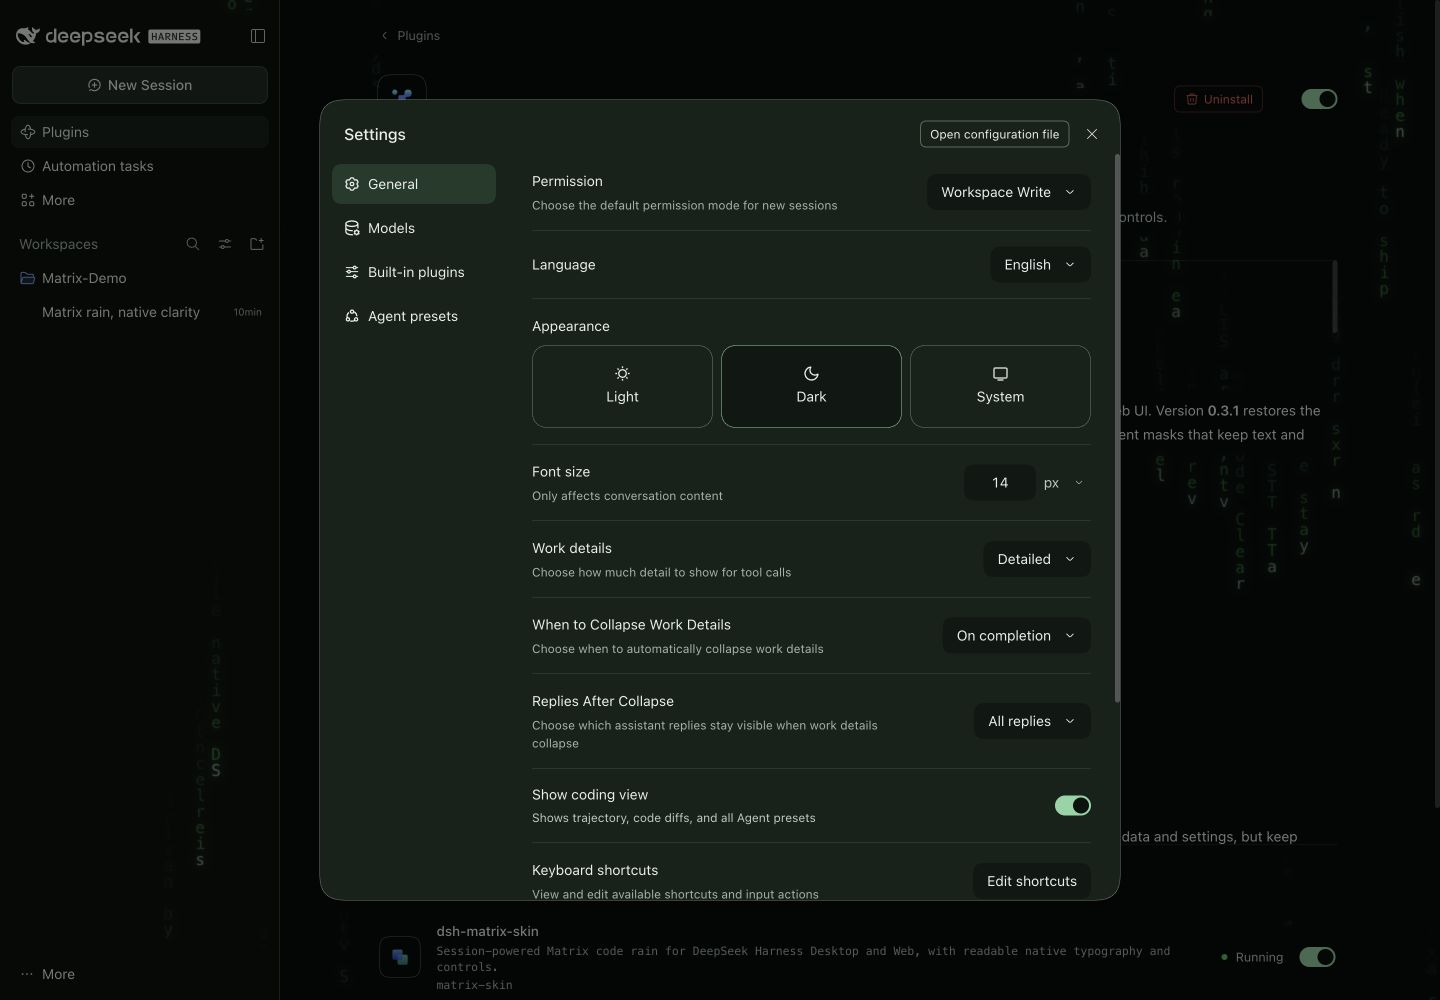 deepseek HARNESS
New Session
Plugins
Automation tasks
More
Workspaces
Matrix-Demo
Matrix rain, native clarity 10min
More
Plugins
Uninstall
ontrols.
b UI. Version 0.3.1 restores the
ent masks that keep text and
data and settings, but keep
Settings
Open configuration file
General
Models
Built-in plugins
Agent presets
Permission
Choose the default permission mode for new sessions
Workspace Write
Language
English
Appearance
Light
Dark
System
Font size
Only affects conversation content
14 px
Work details
Choose how much detail to show for tool calls
Detailed
When to Collapse Work Details
Choose when to automatically collapse work details
On completion
Replies After Collapse
Choose which assistant replies stay visible when work details
collapse
All replies
Show coding view
Shows trajectory, code diffs, and all Agent presets
Keyboard shortcuts
View and edit available shortcuts and input actions
Edit shortcuts
dsh-matrix-skin
Session-powered Matrix code rain for DeepSeek Harness Desktop and Web, with readable native typography and
controls.
matrix-skin
Running